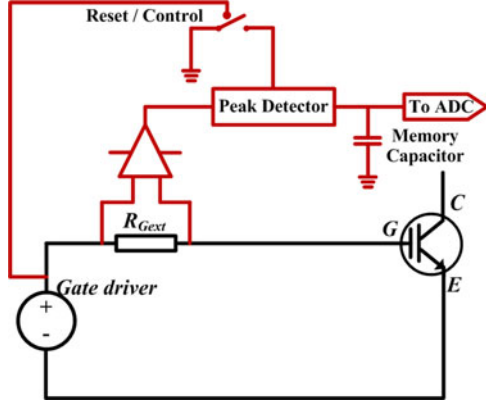 Reset / Control
Peak Detector
To ADC
Memory
Capacitor
C
RGext
G
Gate driver
E
+
-